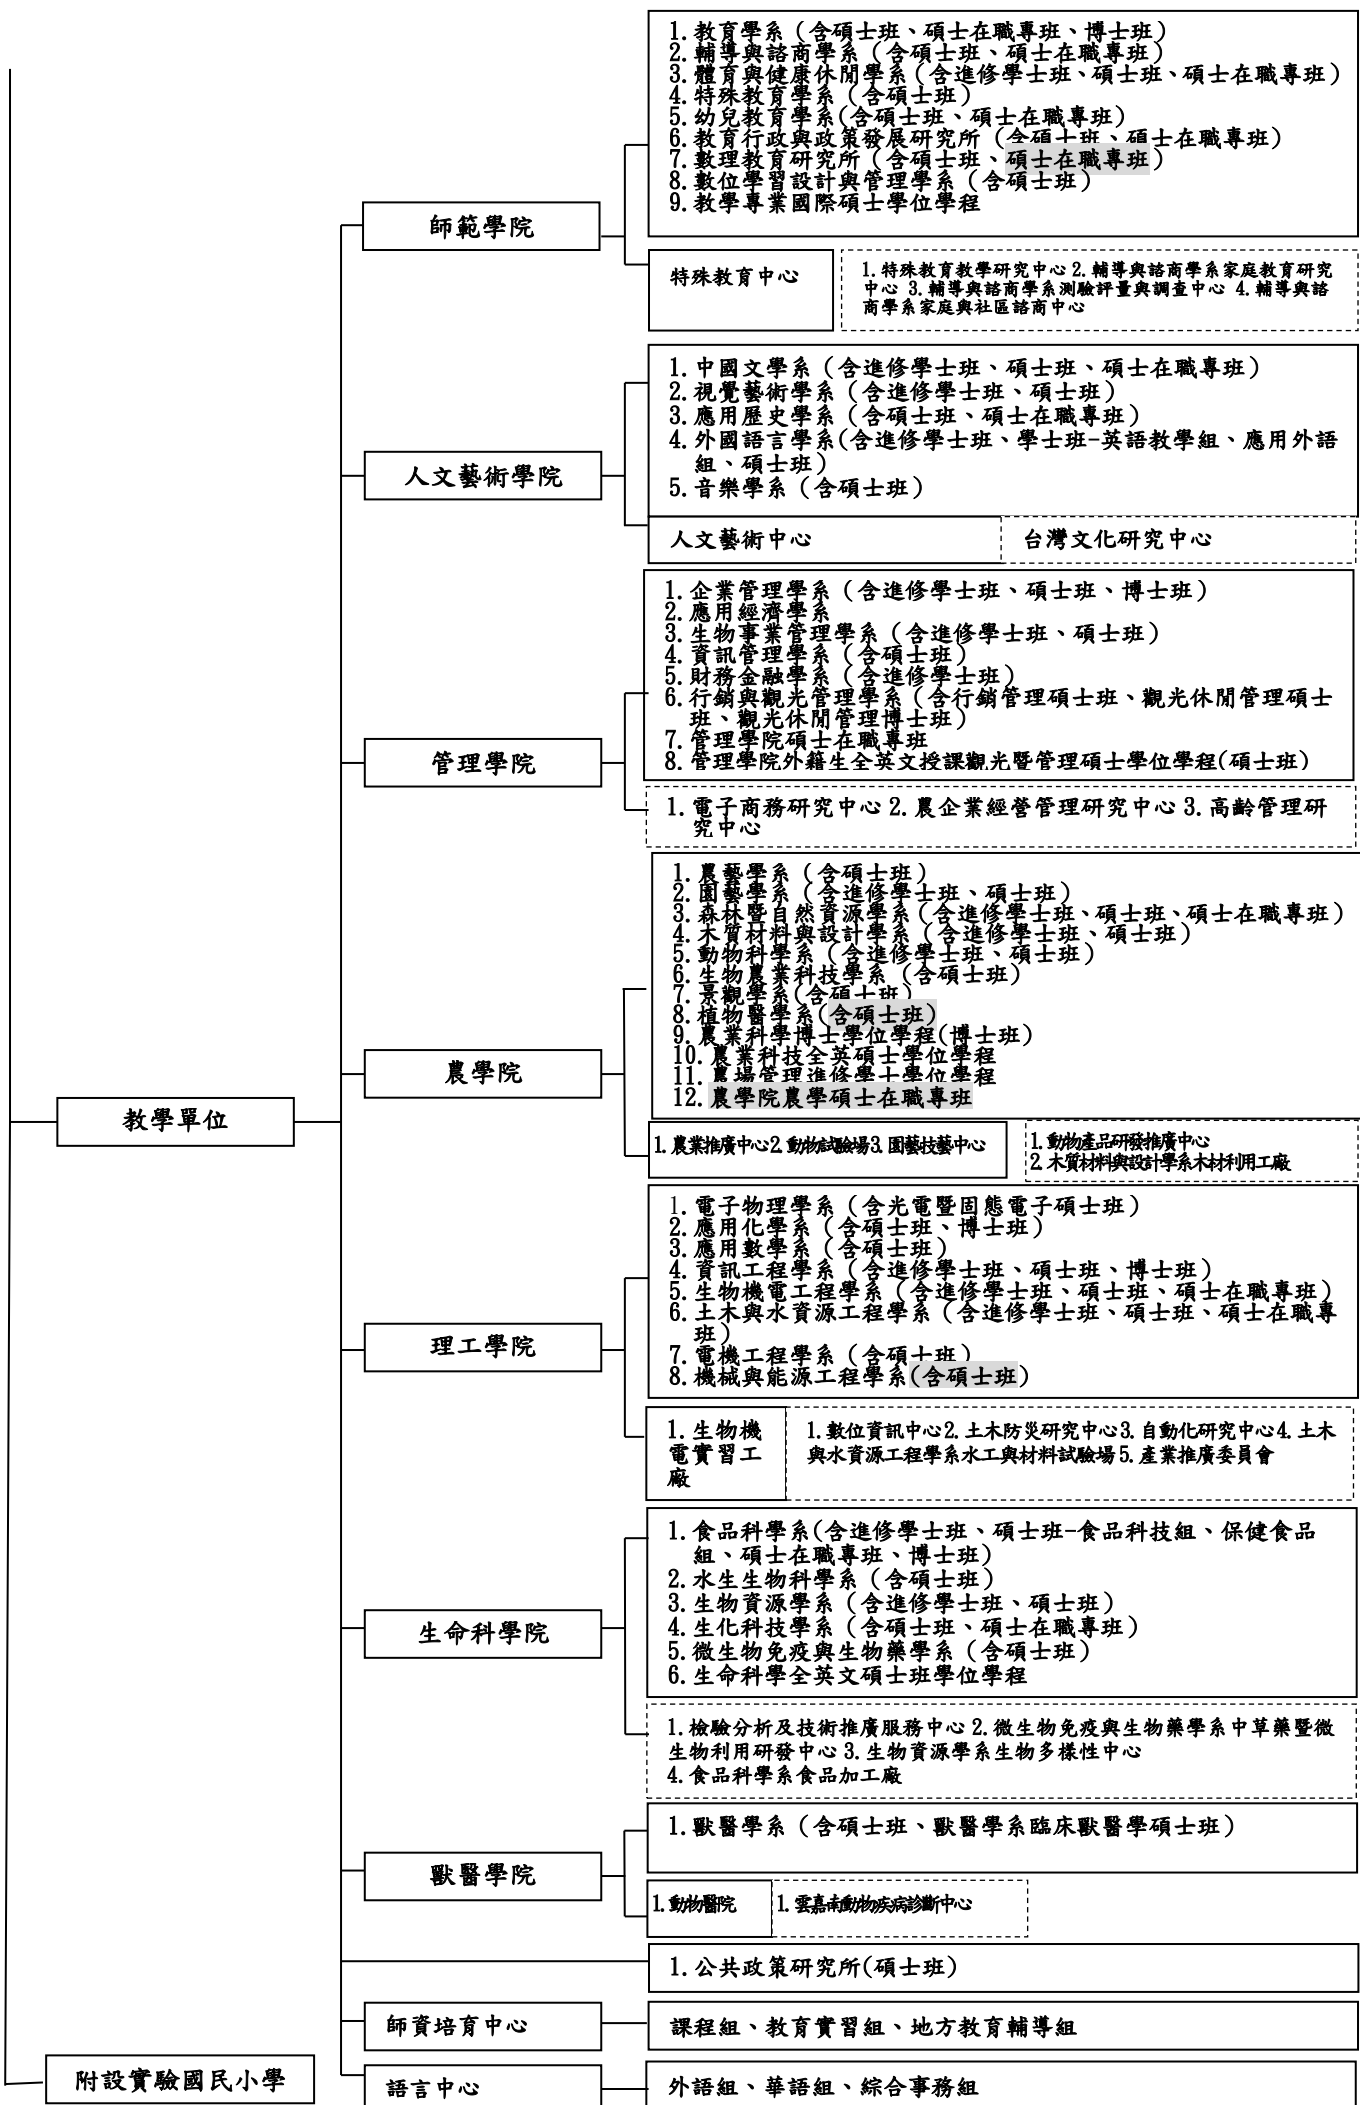 1.教育學系（含碩士班、碩士在職專班、博士班）
2.輔導與諮商學系（含碩士班、碩士在職專班）
3.體育與健康休閒學系（含進修學士班、碩士班、碩士在職專班）
4.特殊教育學系（含碩士班）
5.幼兒教育學系(含碩士班、碩士在職專班）
6.教育行政與政策發展研究所（含碩士班、碩士在職專班）
7.數理教育研究所（含碩士班、碩士在職專班）
8.數位學習設計與管理學系（含碩士班）
9.教學專業國際碩士學位學程
師範學院
特殊教育中心
1.特殊教育教學研究中心 2.輔導與諮商學系家庭教育研究
中心 3.輔導與諮商學系測驗評量與調查中心 4.輔導與諮
商學系家庭與社區諮商中心
1.中國文學系（含進修學士班、碩士班、碩士在職專班）
2.視覺藝術學系（含進修學士班、碩士班）
3.應用歷史學系（含碩士班、碩士在職專班）
4.外國語言學系(含進修學士班、學士班-英語教學組、應用外語
組、碩士班）
5.音樂學系（含碩士班）
人文藝術學院
人文藝術中心
台灣文化研究中心
1.企業管理學系（含進修學士班、碩士班、博士班）
2.應用經濟學系
3.生物事業管理學系（含進修學士班、碩士班）
4.資訊管理學系（含碩士班）
5.財務金融學系（含進修學士班）
6.行銷與觀光管理學系（含行銷管理碩士班、觀光休閒管理碩士
班、觀光休閒管理博士班）
7.管理學院碩士在職專班
8.管理學院外籍生全英文授課觀光暨管理碩士學位學程(碩士班)
管理學院
1.電子商務研究中心 2.農企業經營管理研究中心 3.高齡管理研
究中心
1.農藝學系（含碩士班）
2.園藝學系（含進修學士班、碩士班）
3.森林暨自然資源學系（含進修學士班、碩士班、碩士在職專班）
4.木質材料與設計學系（含進修學士班、碩士班）
5.動物科學系（含進修學士班、碩士班）
6.生物農業科技學系（含碩士班）
7.景觀學系(含碩士班)
8.植物醫學系(含碩士班)
9.農業科學博士學位學程(博士班)
10.農業科技全英碩士學位學程
11.農場管理進修學士學位學程
12.農學院農學碩士在職專班
農學院
教學單位
1.農業推廣中心2.動物試驗場3.園藝技藝中心
1.動物產品研發推廣中心
2.木質材料與設計學系木材利用工廠
1.電子物理學系（含光電暨固態電子碩士班）
2.應用化學系（含碩士班、博士班）
3.應用數學系（含碩士班）
4.資訊工程學系（含進修學士班、碩士班、博士班）
5.生物機電工程學系（含進修學士班、碩士班、碩士在職專班）
6.土木與水資源工程學系（含進修學士班、碩士班、碩士在職專
班）
7.電機工程學系（含碩士班）
8.機械與能源工程學系(含碩士班)
理工學院
1.生物機
電實習工
廠
1.數位資訊中心2.土木防災研究中心3.自動化研究中心4.土木
與水資源工程學系水工與材料試驗場5.產業推廣委員會
1.食品科學系(含進修學士班、碩士班-食品科技組、保健食品
組、碩士在職專班、博士班）
2.水生生物科學系（含碩士班）
3.生物資源學系（含進修學士班、碩士班）
4.生化科技學系（含碩士班、碩士在職專班）
5.微生物免疫與生物藥學系（含碩士班）
6.生命科學全英文碩士班學位學程
生命科學院
1.檢驗分析及技術推廣服務中心 2.微生物免疫與生物藥學系中草藥暨微
生物利用研發中心 3.生物資源學系生物多樣性中心
4.食品科學系食品加工廠
1.獸醫學系（含碩士班、獸醫學系臨床獸醫學碩士班）
獸醫學院
1.動物醫院
1.雲嘉南動物疾病診斷中心
1.公共政策研究所(碩士班)
師資培育中心
課程組、教育實習組、地方教育輔導組
附設實驗國民小學
語言中心
外語組、華語組、綜合事務組